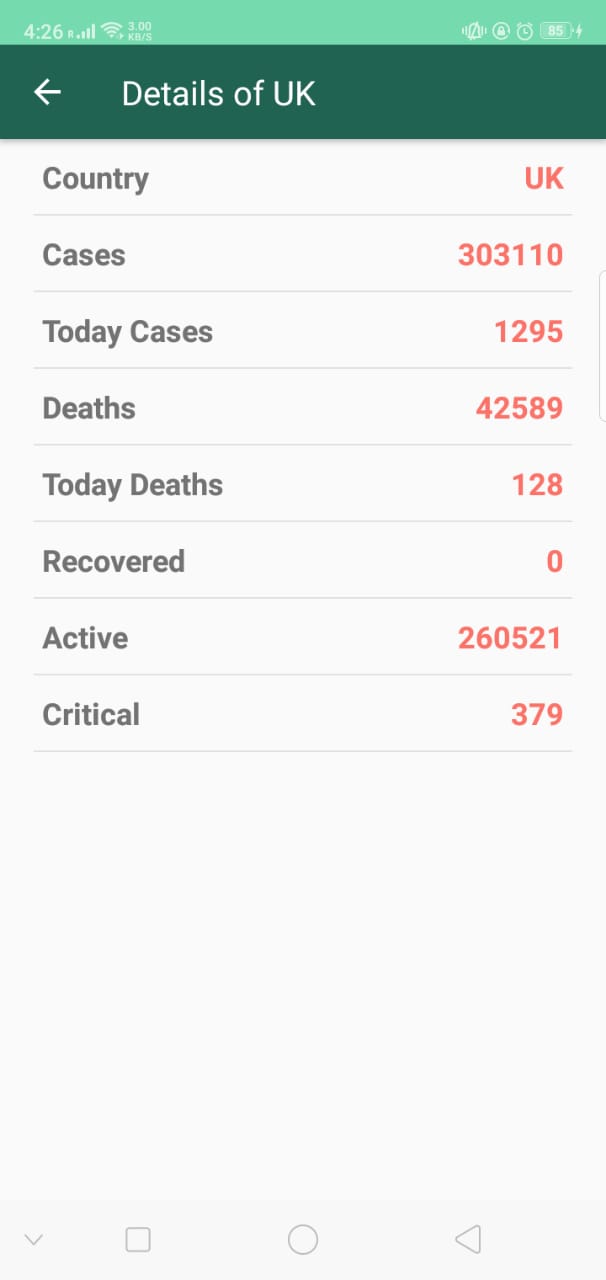 4:26 R 3.00 KB/S 85
Details of UK
Country UK
Cases 303110
Today Cases 1295
Deaths 42589
Today Deaths 128
Recovered 0
Active 260521
Critical 379